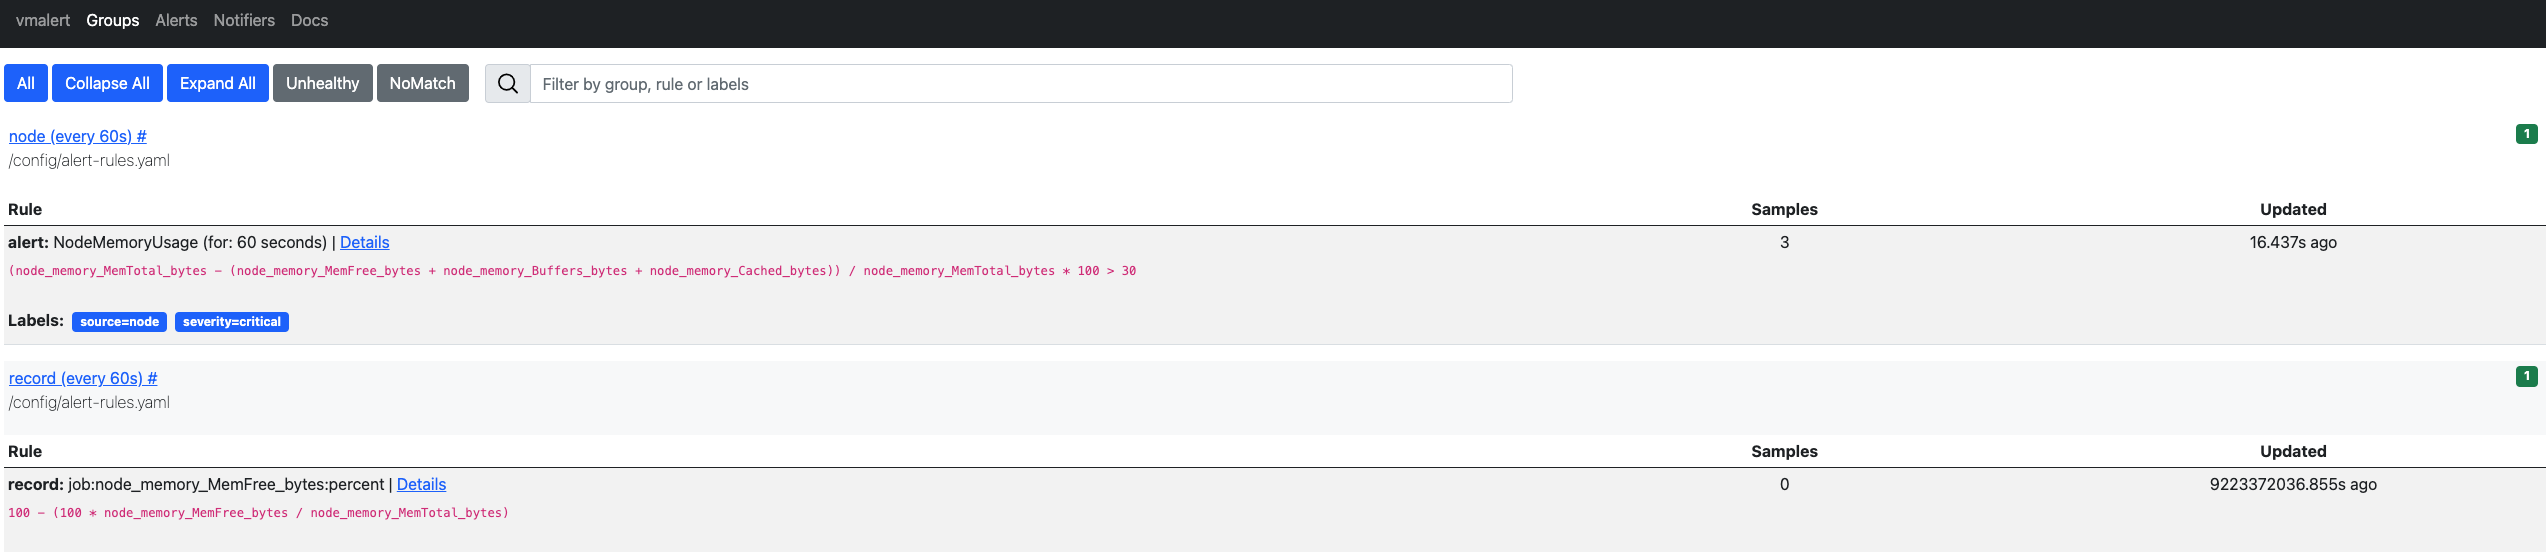 vmalert Groups Alerts Notifiers Docs
All Collapse All Expand All Unhealthy NoMatch Filter by group, rule or labels
node (every 60s) # 1
/config/alert-rules.yaml
Rule Samples Updated
alert: NodeMemoryUsage (for: 60 seconds) | Details 3 16.437s ago
(node_memory_MemTotal_bytes - (node_memory_MemFree_bytes + node_memory_Buffers_bytes + node_memory_Cached_bytes)) / node_memory_MemTotal_bytes * 100 > 30
Labels: source=node severity=critical
record (every 60s) # 1
/config/alert-rules.yaml
Rule Samples Updated
record: job:node_memory_MemFree_bytes:percent | Details 0 9223372036.855s ago
100 - (100 * node_memory_MemFree_bytes / node_memory_MemTotal_bytes)